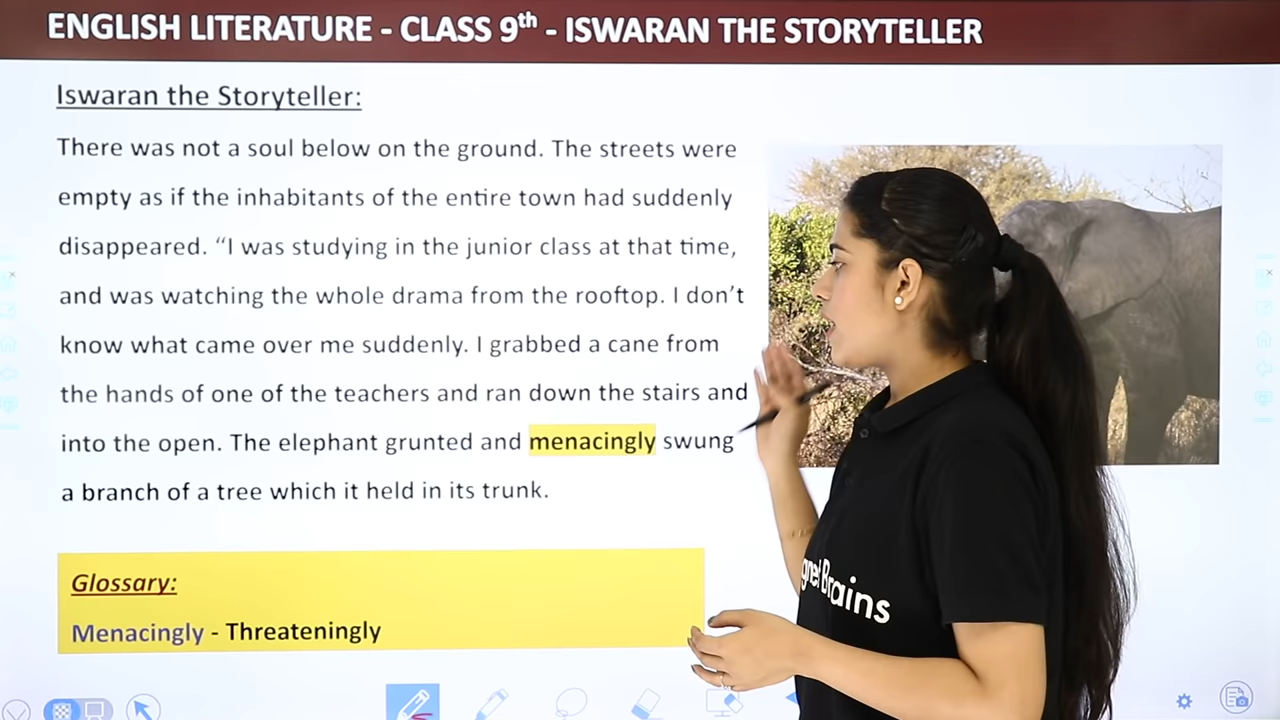 ENGLISH LITERATURE - CLASS 9th - ISWARAN THE STORYTELLER
Iswaran the Storyteller:
There was not a soul below on the ground. The streets were
empty as if the inhabitants of the entire town had suddenly
disappeared. “I was studying in the junior class at that time,
and was watching the whole drama from the rooftop. I don’t
know what came over me suddenly. I grabbed a cane from
the hands of one of the teachers and ran down the stairs and
into the open. The elephant grunted and menacingly swung
a branch of a tree which it held in its trunk.
Glossary:
Menacingly - Threateningly
Brains